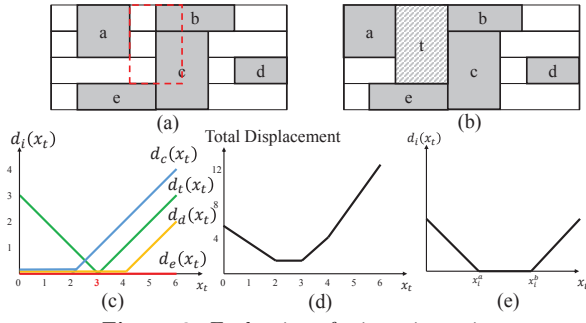 a
b
c
d
e
(a)
a
b
t
c
d
e
(b)
d_i(x_t)
4
3
2
1
0 1 2 3 4 5 6 x_t
d_c(x_t)
d_t(x_t)
d_d(x_t)
d_e(x_t)
(c)
Total Displacement
12
8
4
0 1 2 3 4 5 6 x_t
(d)
d_i(x_t)
x_i^a x_i^b x_t
(e)